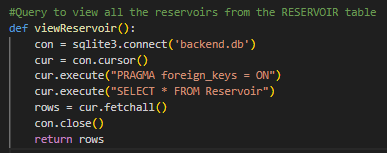 #Query to view all the reservoirs from the RESERVOIR table
def viewReservoir():
    con = sqlite3.connect('backend.db')
    cur = con.cursor()
    cur.execute("PRAGMA foreign_keys = ON")
    cur.execute("SELECT * FROM Reservoir")
    rows = cur.fetchall()
    con.close()
    return rows